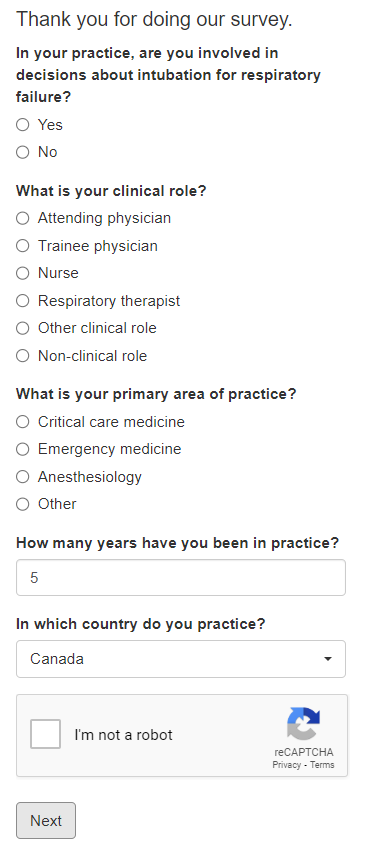 Thank you for doing our survey.
In your practice, are you involved in
decisions about intubation for respiratory
failure?
Yes
No
What is your clinical role?
Attending physician
Trainee physician
Nurse
Respiratory therapist
Other clinical role
Non-clinical role
What is your primary area of practice?
Critical care medicine
Emergency medicine
Anesthesiology
Other
How many years have you been in practice?
5
In which country do you practice?
Canada
I'm not a robot
reCAPTCHA
Privacy - Terms
Next